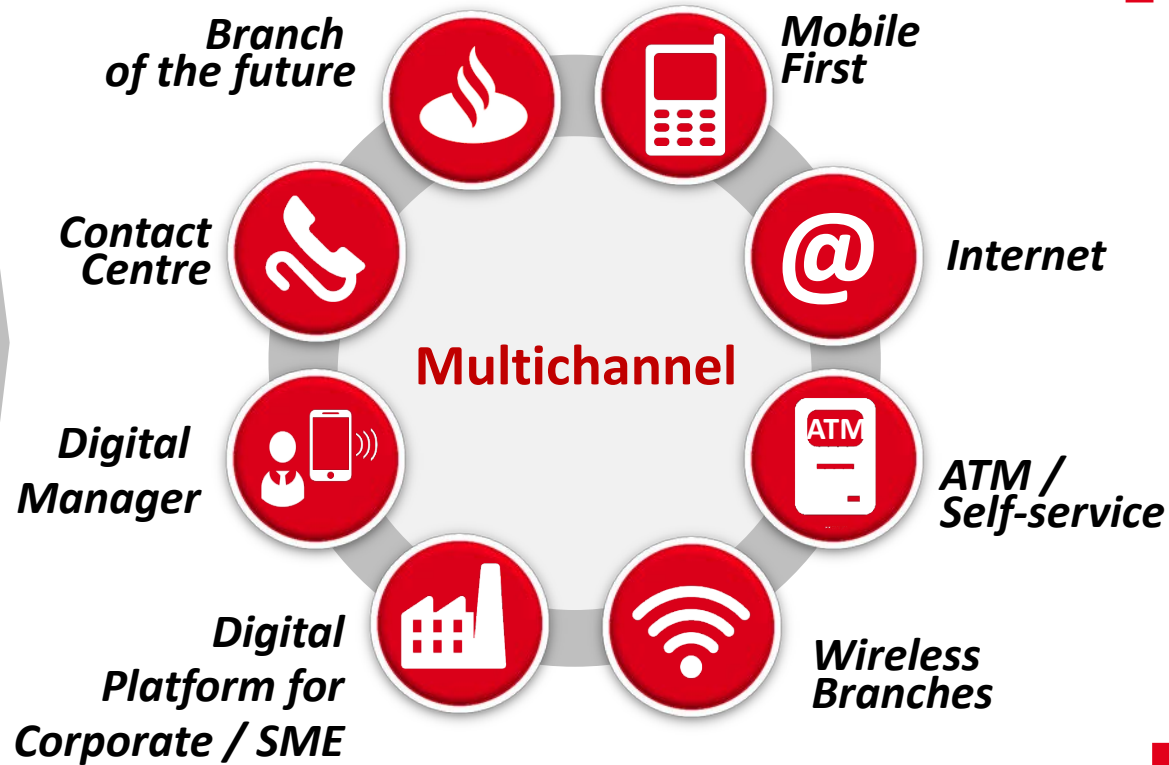 Branch
of the future
Mobile
First
Contact
Centre
@
Internet
Multichannel
Digital
Manager
ATM
ATM /
Self-service
Digital
Platform for
Corporate / SME
Wireless
Branches